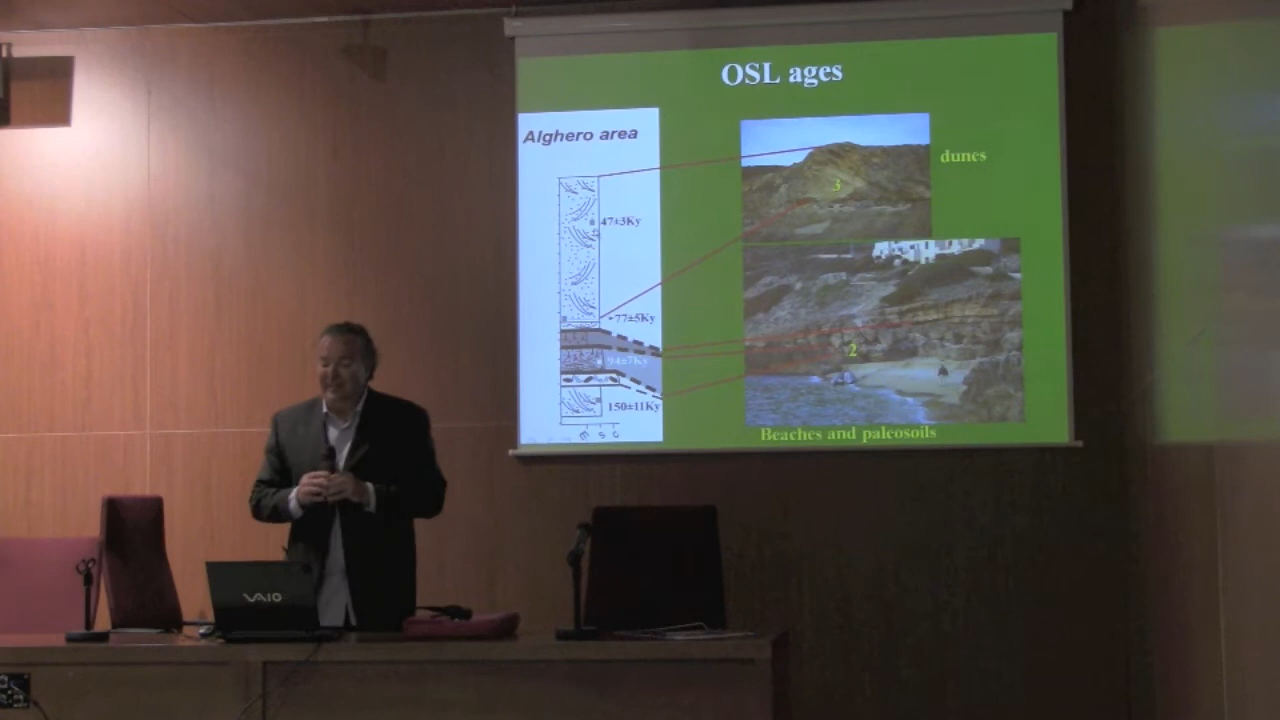 OSL ages
Alghero area
dunes
3
47±3Ky
77±5Ky
2
94±7Ky
150±11Ky
m s c
Beaches and paleosoils
VAIO